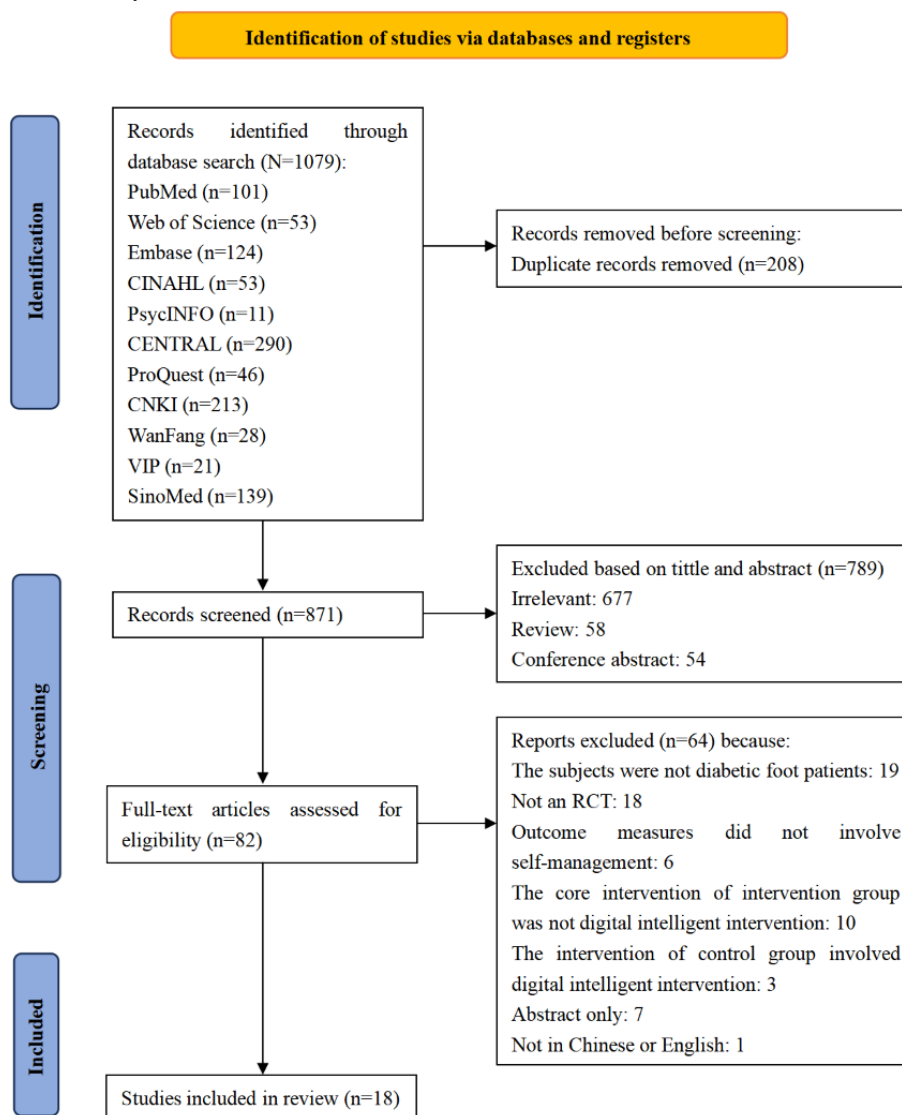 Identification of studies via databases and registers
Identification
Records identified through
database search (N=1079):
PubMed (n=101)
Web of Science (n=53)
Embase (n=124)
CINAHL (n=53)
PsycINFO (n=11)
CENTRAL (n=290)
ProQuest (n=46)
CNKI (n=213)
WanFang (n=28)
VIP (n=21)
SinoMed (n=139)
Records removed before screening:
Duplicate records removed (n=208)
Screening
Records screened (n=871)
Excluded based on tittle and abstract (n=789)
Irrelevant: 677
Review: 58
Conference abstract: 54
Full-text articles assessed for
eligibility (n=82)
Reports excluded (n=64) because:
The subjects were not diabetic foot patients: 19
Not an RCT: 18
Outcome measures did not involve
self-management: 6
The core intervention of intervention group
was not digital intelligent intervention: 10
The intervention of control group involved
digital intelligent intervention: 3
Abstract only: 7
Not in Chinese or English: 1
Included
Studies included in review (n=18)